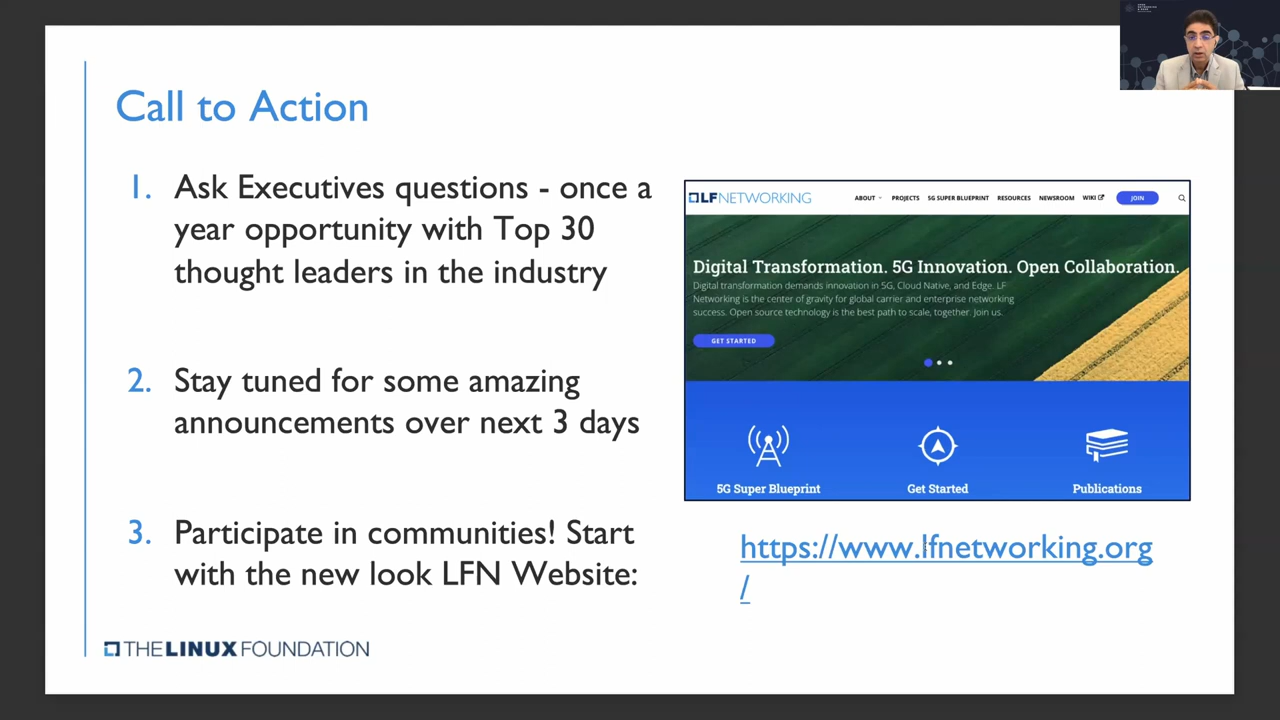 Call to Action
1. Ask Executives questions - once a
year opportunity with Top 30
thought leaders in the industry
2. Stay tuned for some amazing
announcements over next 3 days
3. Participate in communities! Start
with the new look LFN Website:
LFNETWORKING
ABOUT PROJECTS 5G SUPER BLUEPRINT RESOURCES NEWSROOM WIKI JOIN
Digital Transformation. 5G Innovation. Open Collaboration.
Digital transformation demands innovation in 5G, Cloud Native, and Edge. LF
Networking is the center of gravity for global carrier and enterprise networking
success. Open source technology is the best path to scale, together. Join us.
GET STARTED
5G Super Blueprint Get Started Publications
https://www.lfnetworking.org
/
THE LINUX FOUNDATION